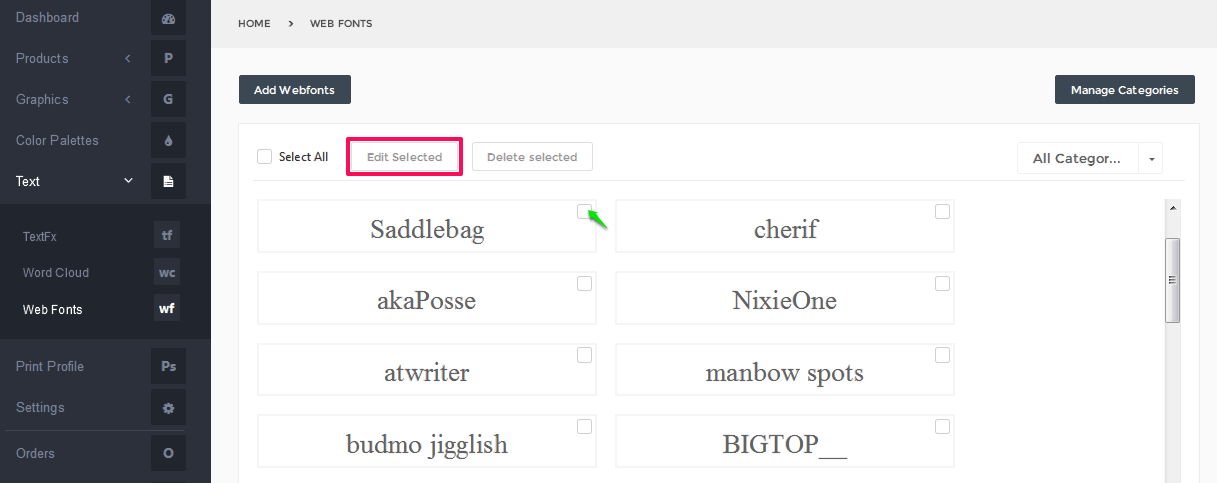 Dashboard
Products P
Graphics G
Color Palettes
Text
TextFx tf
Word Cloud wc
Web Fonts wf
Print Profile Ps
Settings
Orders O
HOME > WEB FONTS
Add Webfonts Manage Categories
Select All Edit Selected Delete selected All Categor...
Saddlebag cherif
akaPosse NixieOne
atwriter manbow spots
budmo jigglish BIGTOP__